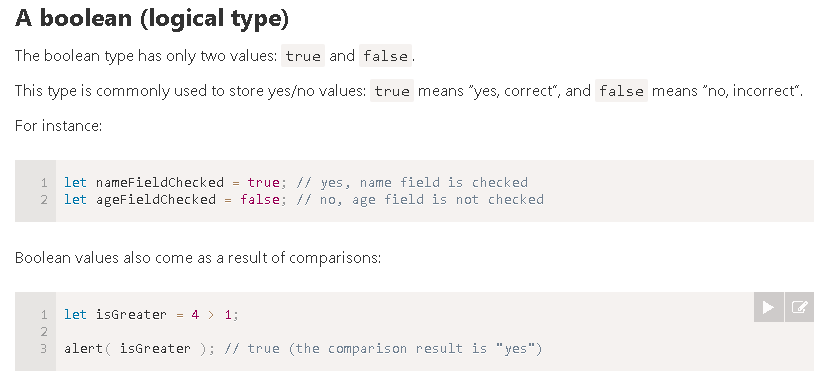 A boolean (logical type)
The boolean type has only two values: true and false.
This type is commonly used to store yes/no values: true means “yes, correct”, and false means “no, incorrect”.
For instance:
1 let nameFieldChecked = true; // yes, name field is checked
2 let ageFieldChecked = false; // no, age field is not checked
Boolean values also come as a result of comparisons:
1 let isGreater = 4 > 1;
2
3 alert( isGreater ); // true (the comparison result is "yes")